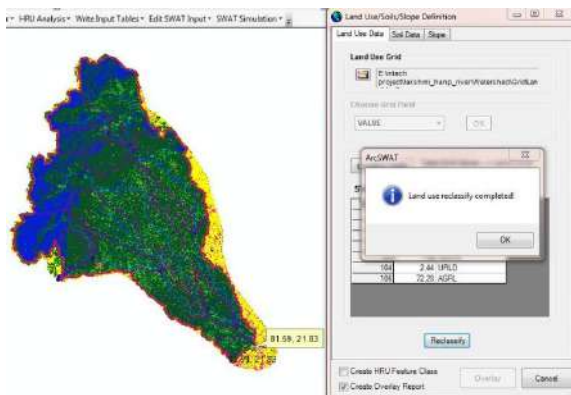 HRU Analysis Write Input Tables Edit SWAT Input SWAT Simulation
Land Use/Soils/Slope Definition
Land Use Data Soil Data Slope
Land Use Grid
VALUE
OK
ArcSWAT
Land use reclassify completed!
OK
104 2.44 URLD
72.28 AGRL
81.59, 21.83
Reclassify
Create HRU Feature Class
Create Overlay Report
Overlay
Cancel